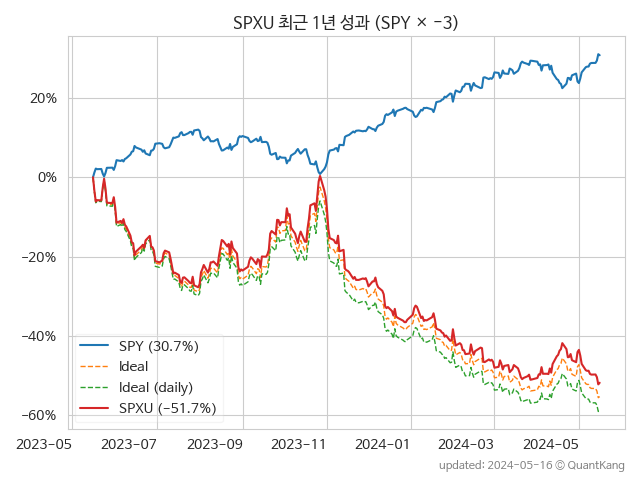 SPXU 최근 1년 성과 (SPY × −3)
20%
0%
−20%
−40%
−60%
SPY (30.7%)
Ideal
Ideal (daily)
SPXU (−51.7%)
2023-05 2023-07 2023-09 2023-11 2024-01 2024-03 2024-05
updated: 2024-05-16 © QuantKang